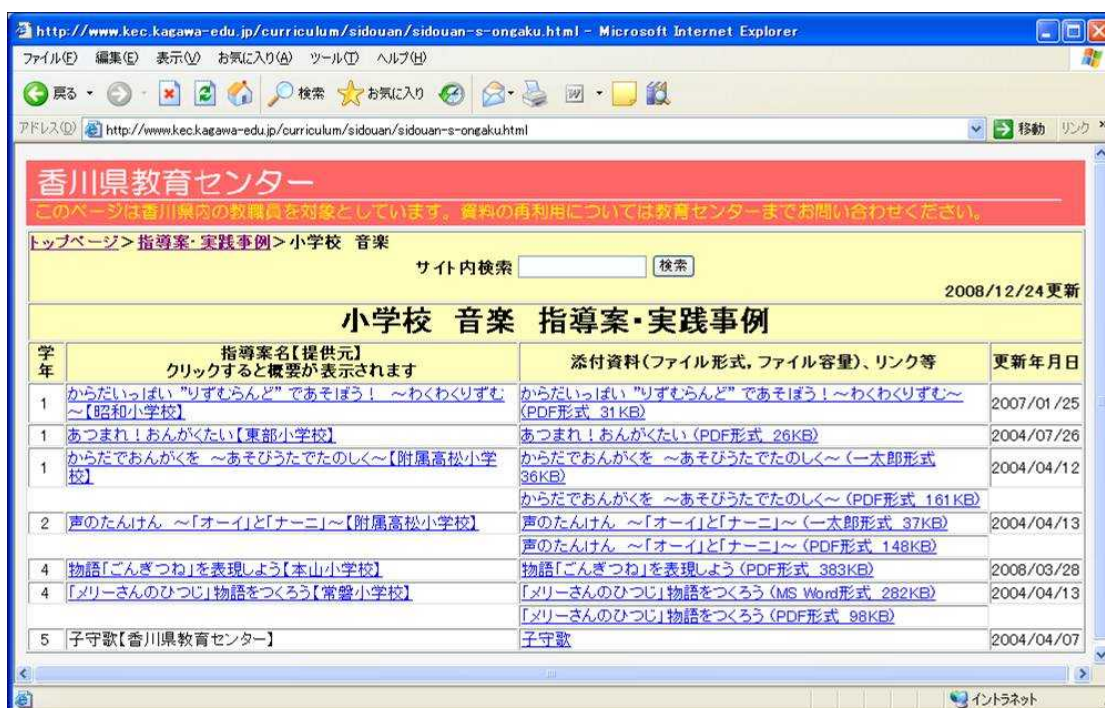 http://www.kec.kagawa-edu.jp/curriculum/sidouan/sidouan-s-ongaku.html - Microsoft Internet Explorer
ファイル(F) 編集(E) 表示(V) お気に入り(A) ツール(T) ヘルプ(H)
戻る 検索 お気に入り
アドレス(D) http://www.kec.kagawa-edu.jp/curriculum/sidouan/sidouan-s-ongaku.html 移動 リンク »
香川県教育センター
このページは香川県内の教職員を対象としています。資料の再利用については教育センターまでお問い合わせください。
トップページ>指導案・実践事例>小学校 音楽
サイト内検索 検索
2008/12/24更新
小学校 音楽 指導案・実践事例
学年 指導案名【提供元】 クリックすると概要が表示されます 添付資料(ファイル形式，ファイル容量)、リンク等 更新年月日
1 からだいっぱい ”りずむらんど” であそぼう！ ～わくわくりずむ からだいっぱい ”りずむらんど” であそぼう！～わくわくりずむ～ 2007/01/25
～【昭和小学校】 (PDF形式 31KB)
1 あつまれ！おんがくたい【東部小学校】 あつまれ！おんがくたい (PDF形式 26KB) 2004/07/26
1 からだでおんがくを ～あそびうたでたのしく～【附属高松小学 からだでおんがくを ～あそびうたでたのしく～ (一太郎形式 2004/04/12
校】 36KB)
からだでおんがくを ～あそびうたでたのしく～ (PDF形式 161KB)
2 声のたんけん ～「オーイ」と「ナーニ」～【附属高松小学校】 声のたんけん ～「オーイ」と「ナーニ」～ (一太郎形式 37KB) 2004/04/13
声のたんけん ～「オーイ」と「ナーニ」～ (PDF形式 148KB)
4 物語「ごんぎつね」を表現しよう【本山小学校】 物語「ごんぎつね」を表現しよう (PDF形式 383KB) 2008/03/28
4 「メリーさんのひつじ」物語をつくろう【常磐小学校】 「メリーさんのひつじ」物語をつくろう (MS Word形式 282KB) 2004/04/13
「メリーさんのひつじ」物語をつくろう (PDF形式 98KB)
5 子守歌【香川県教育センター】 子守歌 2004/04/07
イントラネット